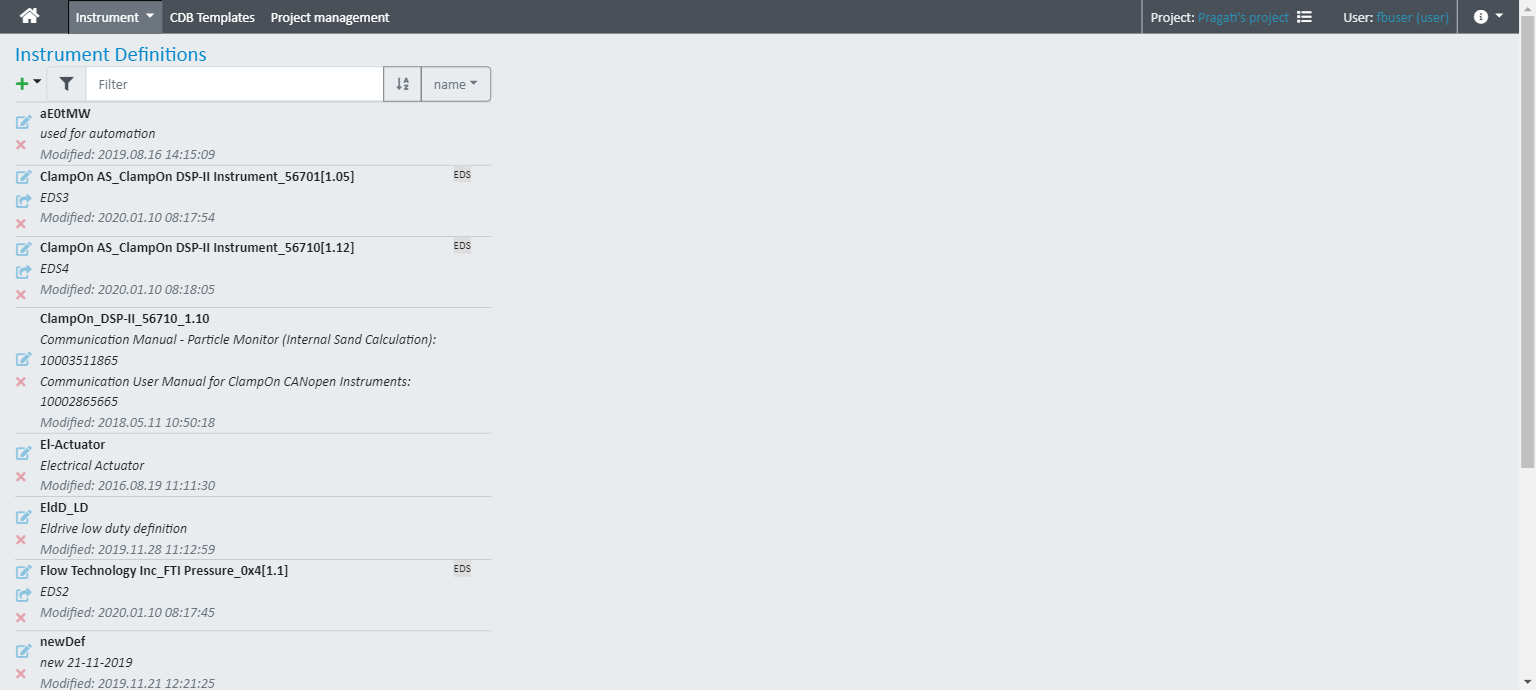 Instrument CDB Templates Project management Project: Pragati's project User: fbuser (user)
Instrument Definitions
Filter name
aE0tMW
used for automation
Modified: 2019.08.16 14:15:09
ClampOn AS_ClampOn DSP-II Instrument_56701[1.05] EDS
EDS3
Modified: 2020.01.10 08:17:54
ClampOn AS_ClampOn DSP-II Instrument_56710[1.12] EDS
EDS4
Modified: 2020.01.10 08:18:05
ClampOn_DSP-II_56710_1.10
Communication Manual - Particle Monitor (Internal Sand Calculation):
10003511865
Communication User Manual for ClampOn CANopen Instruments:
10002865665
Modified: 2018.05.11 10:50:18
El-Actuator
Electrical Actuator
Modified: 2016.08.19 11:11:30
EldD_LD
Eldrive low duty definition
Modified: 2019.11.28 11:12:59
Flow Technology Inc_FTI Pressure_0x4[1.1] EDS
EDS2
Modified: 2020.01.10 08:17:45
newDef
new 21-11-2019
Modified: 2019.11.21 12:21:25